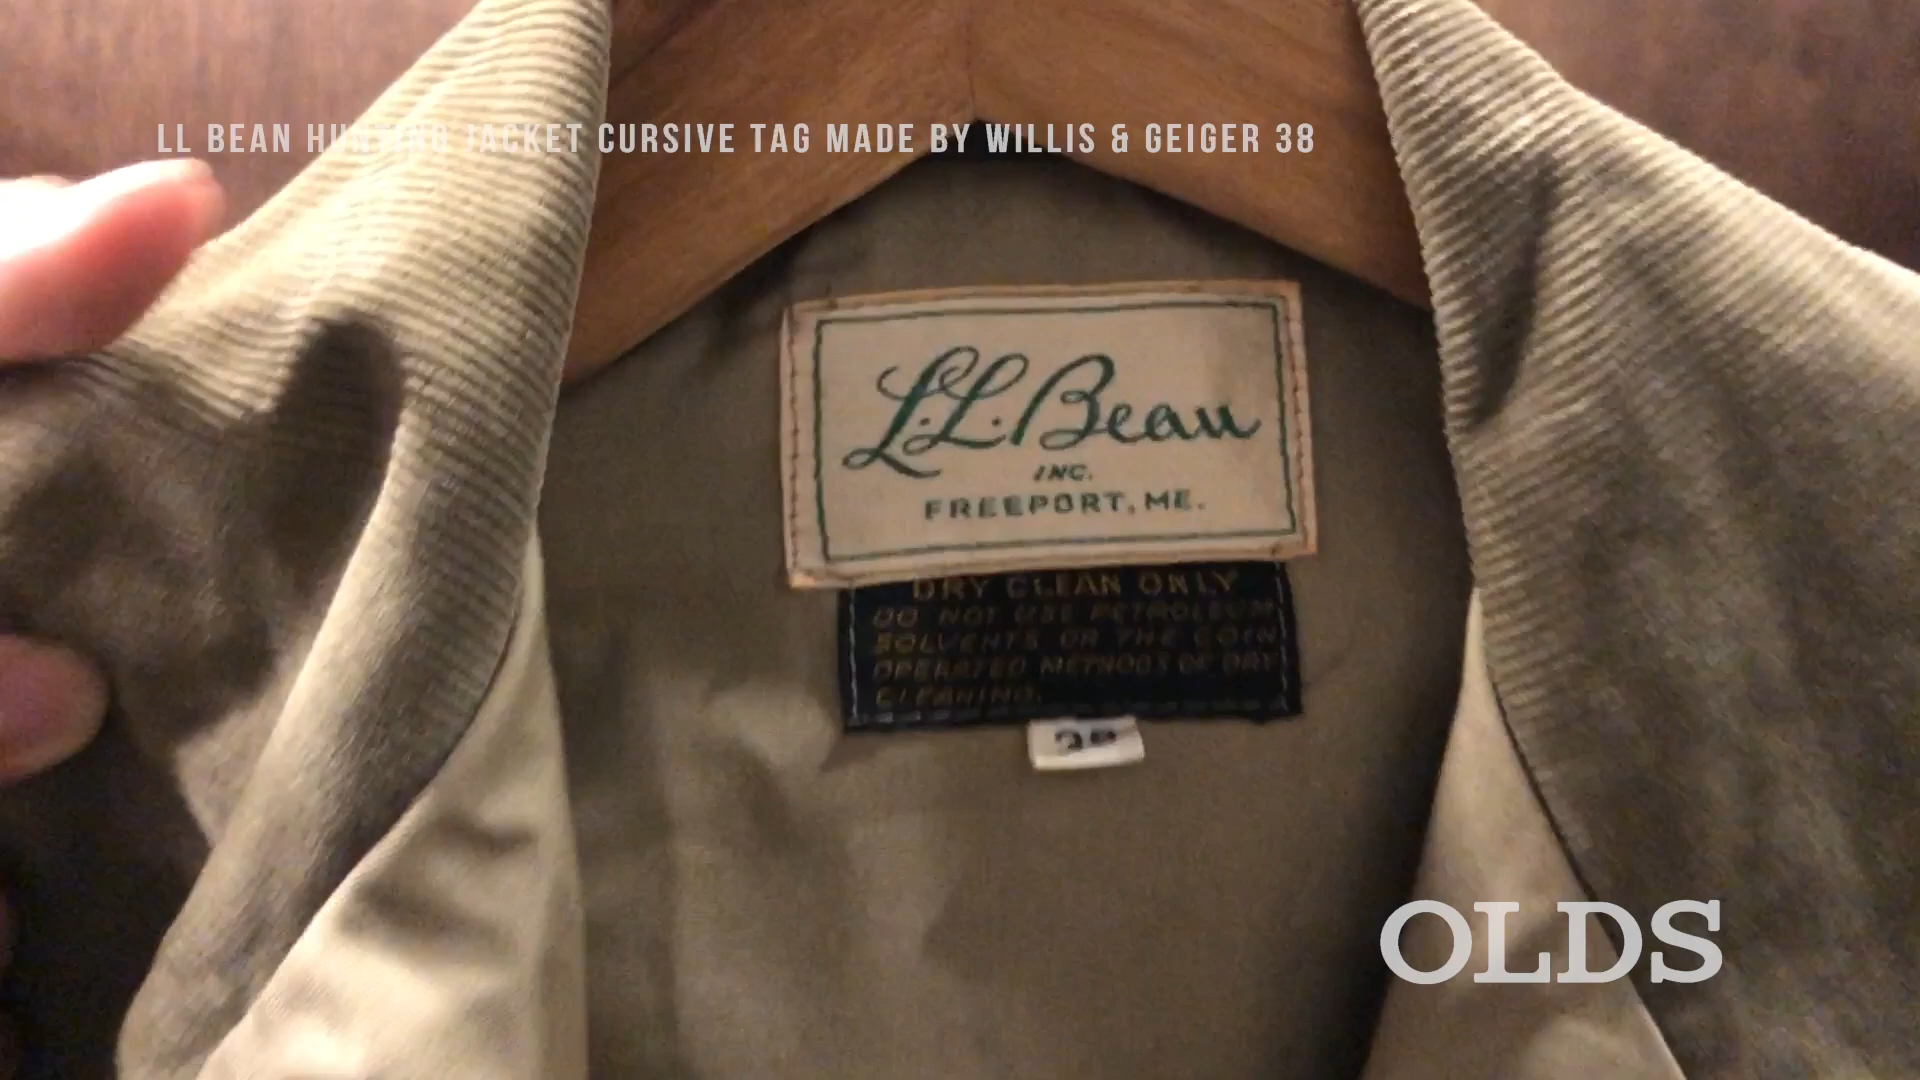 LL BEAN HUNTING JACKET CURSIVE TAG MADE BY WILLIS & GEIGER 38
L.L. Bean
INC.
FREEPORT, ME.
DRY CLEAN ONLY
DO NOT USE PETROLEUM
SOLVENTS OR THE COIN
OPERATED METHODS OF DRY
CLEANING.
38
OLDS